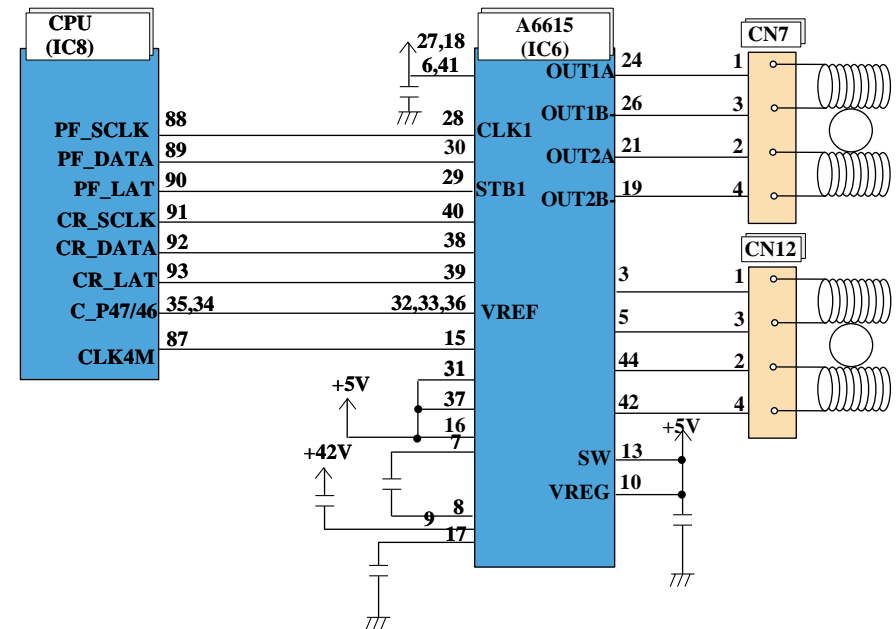 CPU
(IC8)
A6615
(IC6)
CN7
27,18
6,41
OUT1A 24 1
PF_SCLK 88 28 CLK1
OUT1B- 26 3
PF_DATA 89 30
OUT2A 21 2
PF_LAT 90 29 STB1
OUT2B- 19 4
CR_SCLK 91 40
CR_DATA 92 38
CN12
CR_LAT 93 39
3 1
C_P47/46 35,34 32,33,36 VREF
5 3
CLK4M 87 15
44 2
31
+5V
37
42 4
16
+5V
7
+42V
SW 13
VREG 10
8
9
17